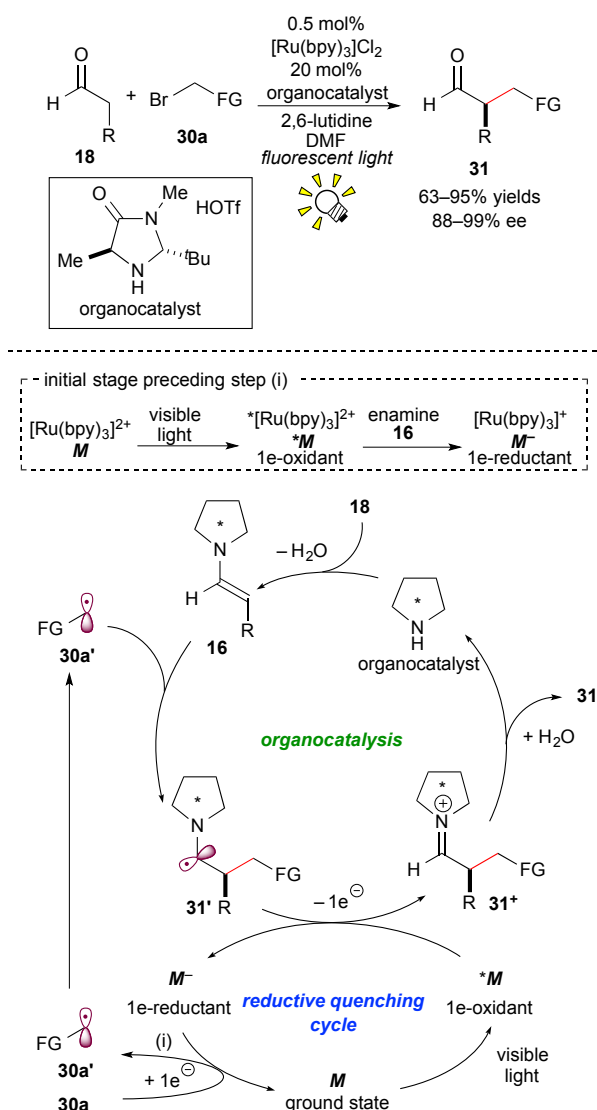 0.5 mol%
[Ru(bpy)₃]Cl₂
20 mol%
organocatalyst
2,6-lutidine
DMF
fluorescent light
O
H
R
18
+
Br
FG
30a
O
H
FG
R
31
63–95% yields
88–99% ee
O
Me
N
HOTf
Me
N
H
tBu
organocatalyst
initial stage preceding step (i)
[Ru(bpy)₃]²⁺
M
visible
light
*[Ru(bpy)₃]²⁺
*M
1e-oxidant
enamine
16
[Ru(bpy)₃]⁺
M⁻
1e-reductant
18
– H₂O
*
N
H
R
16
*
N
H
organocatalyst
FG
30a'
31
+ H₂O
organocatalysis
*
N
FG
R
31'
– 1e⊖
*
⊕
N
H
FG
R
31⁺
M⁻
1e-reductant
reductive quenching
cycle
*M
1e-oxidant
FG
30a'
(i)
+ 1e⊖
30a
M
ground state
visible
light